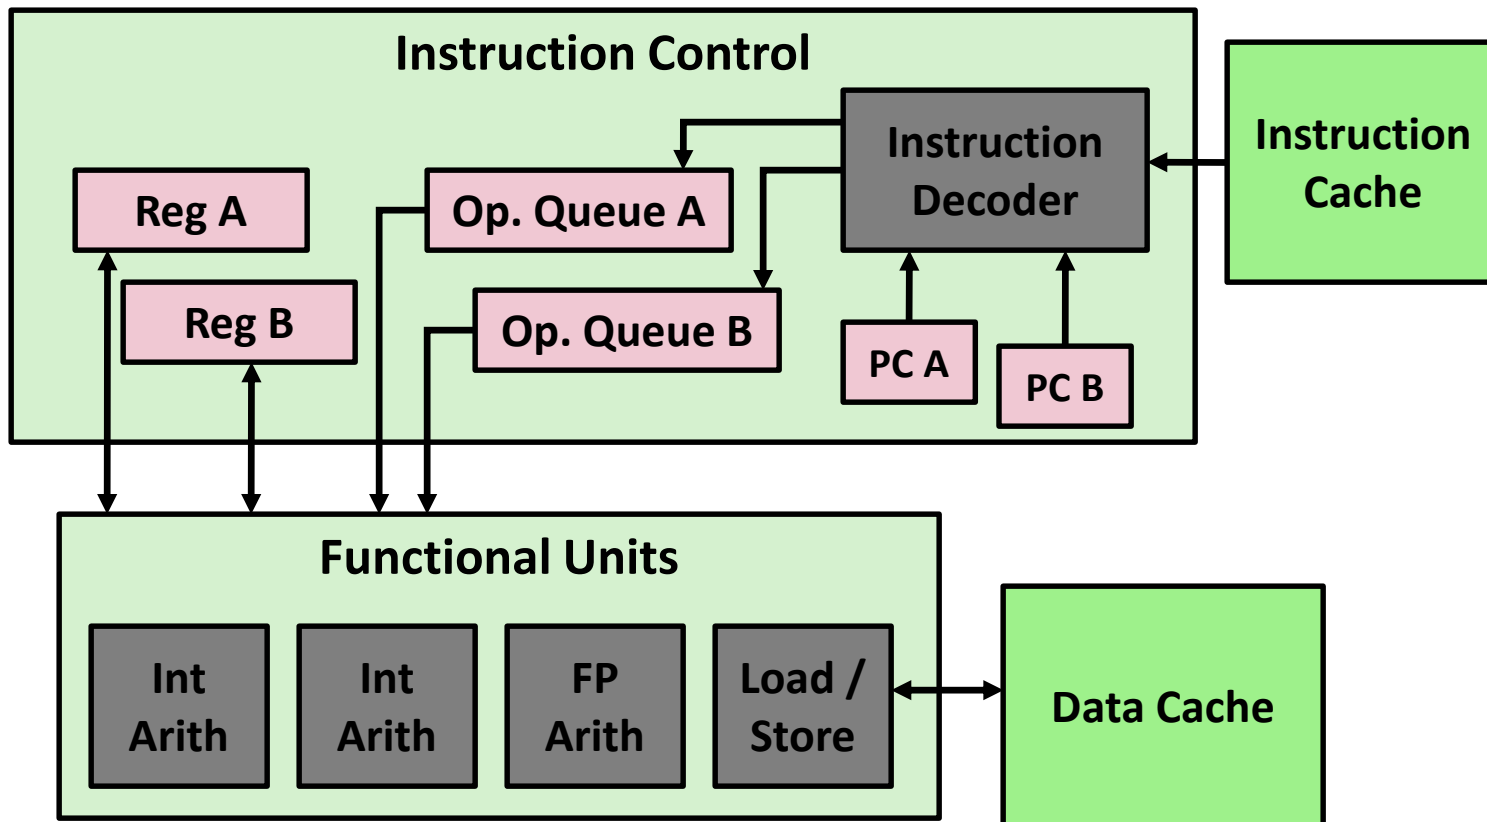 Instruction Control
Instruction
Decoder
Instruction
Cache
Reg A
Op. Queue A
Reg B
Op. Queue B
PC A
PC B
Functional Units
Int
Arith
Int
Arith
FP
Arith
Load /
Store
Data Cache